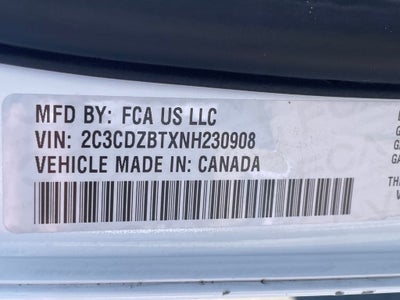 MFD BY: FCA US LLC
VIN: 2C3CDZBTXNH230908
VEHICLE MADE IN: CANADA